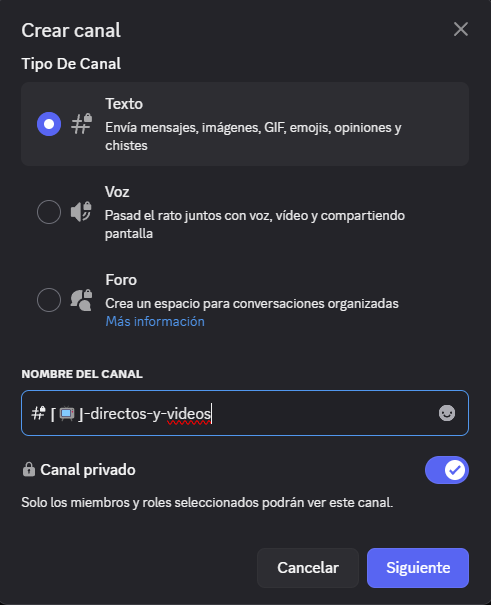 Crear canal
Tipo De Canal
Texto
Envía mensajes, imágenes, GIF, emojis, opiniones y
chistes
Voz
Pasad el rato juntos con voz, vídeo y compartiendo
pantalla
Foro
Crea un espacio para conversaciones organizadas
Más información
NOMBRE DEL CANAL
# ⌈📺⌋-directos-y-videos
Canal privado
Solo los miembros y roles seleccionados podrán ver este canal.
Cancelar
Siguiente